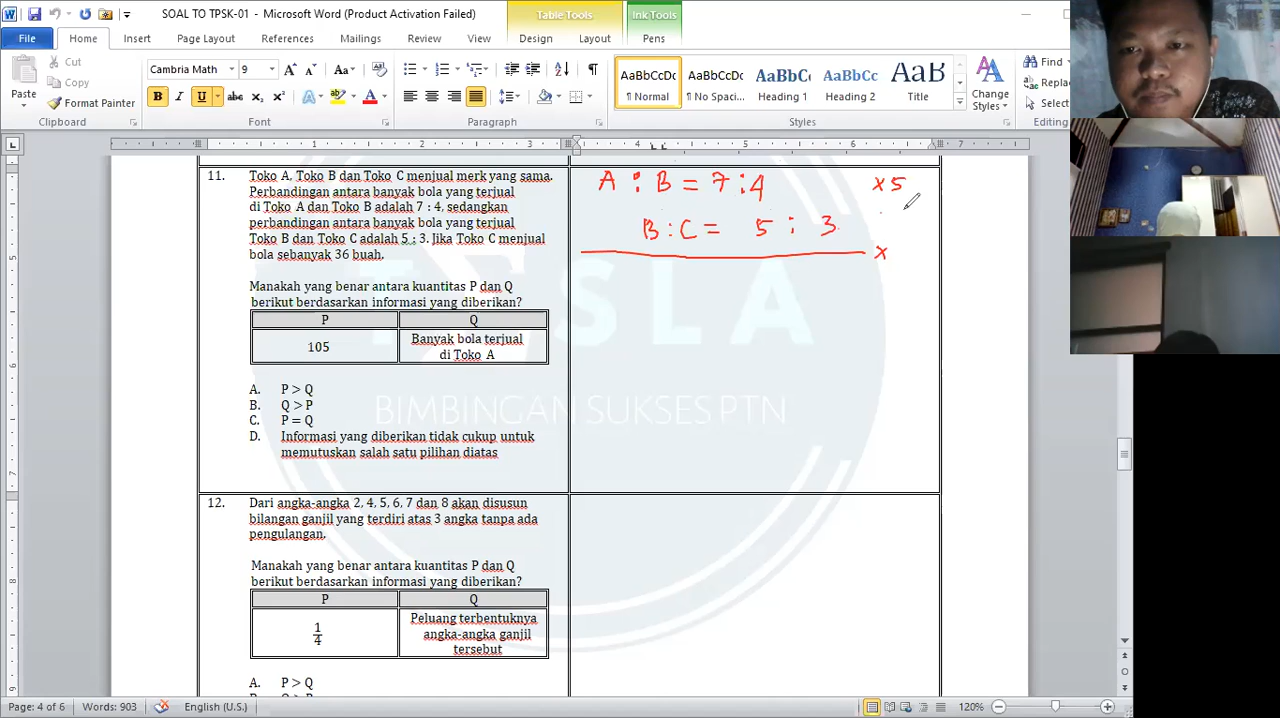 SOAL TO TPSK-01 - Microsoft Word (Product Activation Failed)
Table Tools
Ink Tools
File
Home
Insert
Page Layout
References
Mailings
Review
View
Design
Layout
Pens
Cut
Copy
Format Painter
Paste
Clipboard
Cambria Math
9
Font
Paragraph
AaBbCcDc
¶ Normal
AaBbCcDc
¶ No Spaci...
AaBbCc
Heading 1
AaBbCc
Heading 2
AaB
Title
Change
Styles
Styles
Find
Replace
Select
Editing
1
2
3
4
5
6
7
11.
Toko A, Toko B dan Toko C menjual merk yang sama.
Perbandingan antara banyak bola yang terjual
di Toko A dan Toko B adalah 7 : 4, sedangkan
perbandingan antara banyak bola yang terjual
Toko B dan Toko C adalah 5 : 3. Jika Toko C menjual
bola sebanyak 36 buah.
Manakah yang benar antara kuantitas P dan Q
berikut berdasarkan informasi yang diberikan?
P
Q
105
Banyak bola terjual
di Toko A
A. P > Q
B. Q > P
C. P = Q
D. Informasi yang diberikan tidak cukup untuk
memutuskan salah satu pilihan diatas
A : B = 7 : 4 x 5
B : C = 5 : 3
x
SLA
BIMBINGAN SUKSES PTN
12.
Dari angka-angka 2, 4, 5, 6, 7 dan 8 akan disusun
bilangan ganjil yang terdiri atas 3 angka tanpa ada
pengulangan.
Manakah yang benar antara kuantitas P dan Q
berikut berdasarkan informasi yang diberikan?
P
Q
1
4
Peluang terbentuknya
angka-angka ganjil
tersebut
A. P > Q
Page: 4 of 6
Words: 903
English (U.S.)
120%